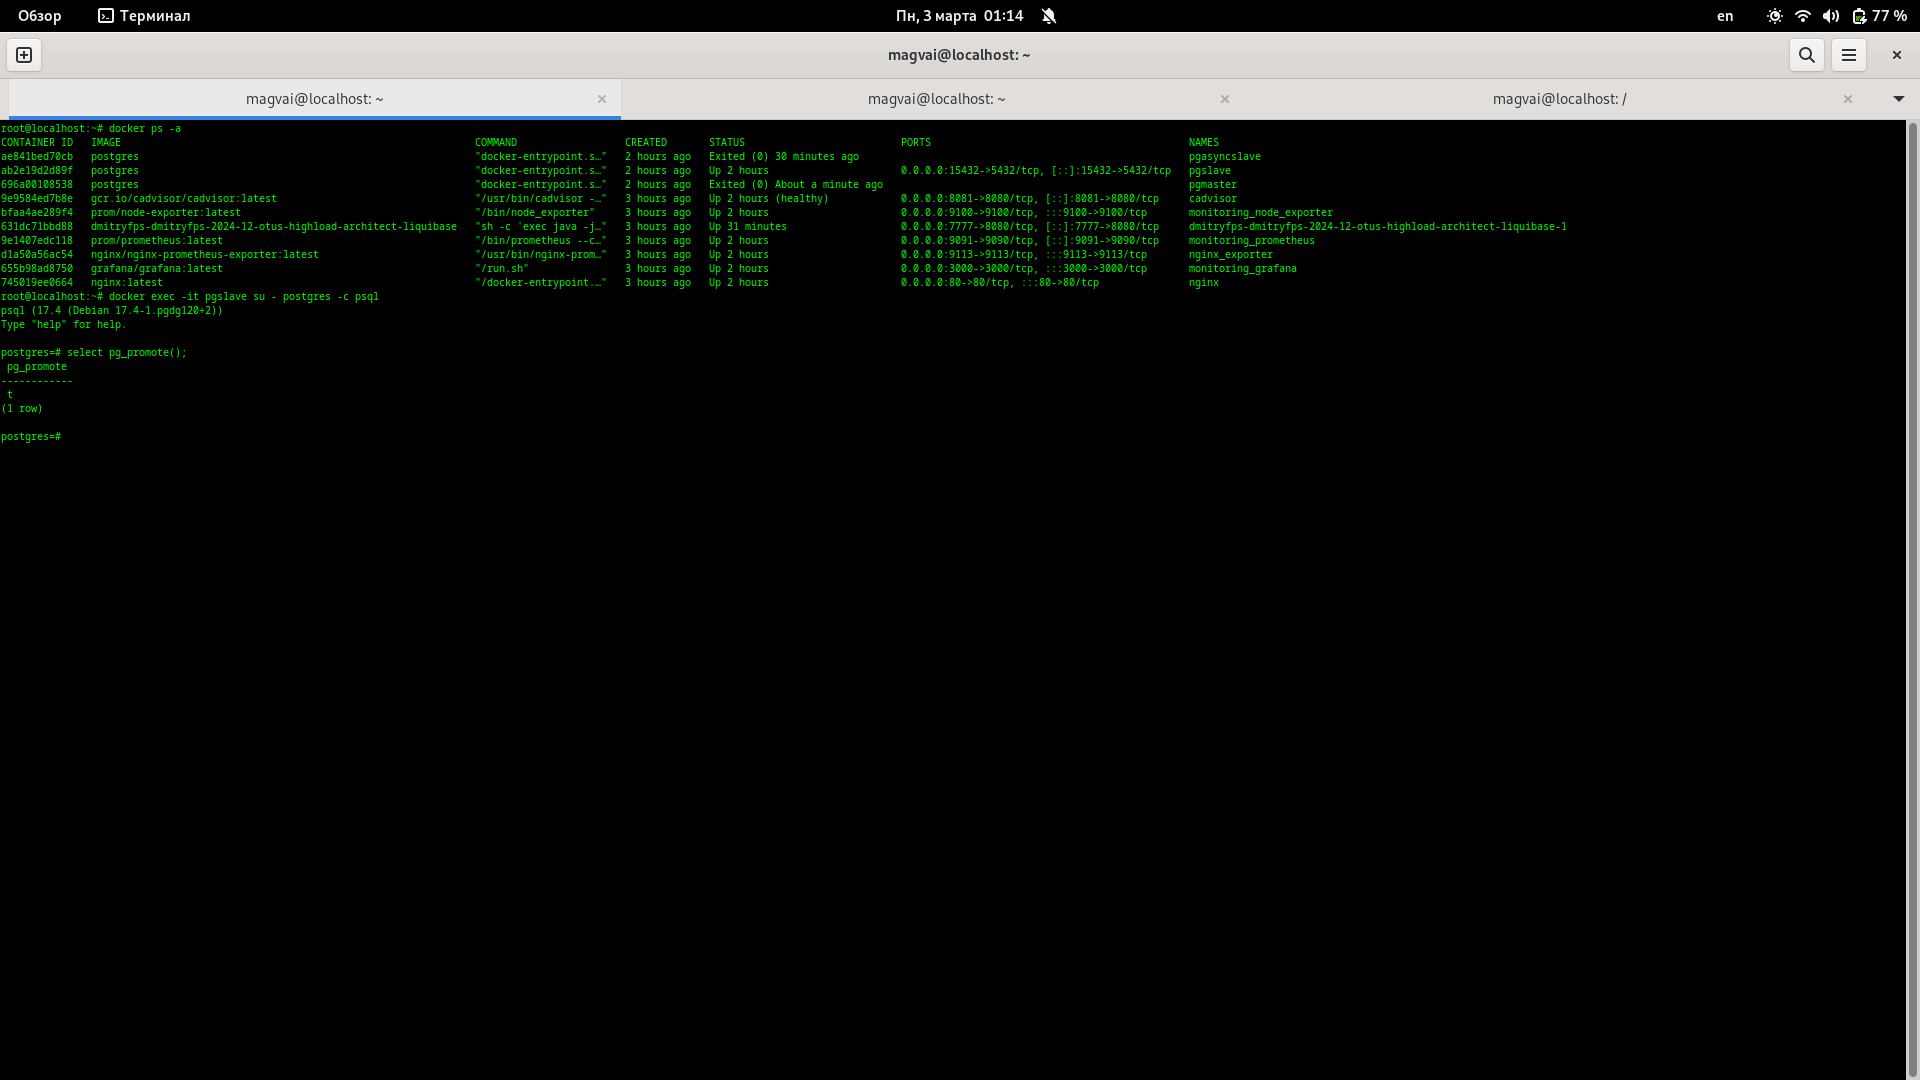 Обзор Терминал Пн, 3 марта 01:14 en 77 %
magvai@localhost: ~
magvai@localhost: ~ magvai@localhost: ~ magvai@localhost: /
root@localhost:~# docker ps -a
CONTAINER ID IMAGE COMMAND CREATED STATUS PORTS NAMES
ae841bed70cb postgres "docker-entrypoint.s…" 2 hours ago Exited (0) 30 minutes ago pgasyncslave
ab2e19d2d89f postgres "docker-entrypoint.s…" 2 hours ago Up 2 hours 0.0.0.0:15432->5432/tcp, [::]:15432->5432/tcp pgslave
696a00108538 postgres "docker-entrypoint.s…" 2 hours ago Exited (0) About a minute ago pgmaster
9e9584ed7b8e gcr.io/cadvisor/cadvisor:latest "/usr/bin/cadvisor -…" 3 hours ago Up 2 hours (healthy) 0.0.0.0:8081->8080/tcp, [::]:8081->8080/tcp cadvisor
bfaa4ae289f4 prom/node-exporter:latest "/bin/node_exporter" 3 hours ago Up 2 hours 0.0.0.0:9100->9100/tcp, :::9100->9100/tcp monitoring_node_exporter
631dc71bbd88 dmitryfps-dmitryfps-2024-12-otus-highload-architect-liquibase "sh -c 'exec java -j…" 3 hours ago Up 31 minutes 0.0.0.0:7777->8080/tcp, [::]:7777->8080/tcp dmitryfps-dmitryfps-2024-12-otus-highload-architect-liquibase-1
9e1407edc118 prom/prometheus:latest "/bin/prometheus --c…" 3 hours ago Up 2 hours 0.0.0.0:9091->9090/tcp, [::]:9091->9090/tcp monitoring_prometheus
d1a50a56ac54 nginx/nginx-prometheus-exporter:latest "/usr/bin/nginx-prom…" 3 hours ago Up 2 hours 0.0.0.0:9113->9113/tcp, :::9113->9113/tcp nginx_exporter
655b98ad8750 grafana/grafana:latest "/run.sh" 3 hours ago Up 2 hours 0.0.0.0:3000->3000/tcp, :::3000->3000/tcp monitoring_grafana
745019ee0664 nginx:latest "/docker-entrypoint.…" 3 hours ago Up 2 hours 0.0.0.0:80->80/tcp, :::80->80/tcp nginx
root@localhost:~# docker exec -it pgslave su - postgres -c psql
psql (17.4 (Debian 17.4-1.pgdg120+2))
Type "help" for help.
postgres=# select pg_promote();
pg_promote
------------
t
(1 row)
postgres=#